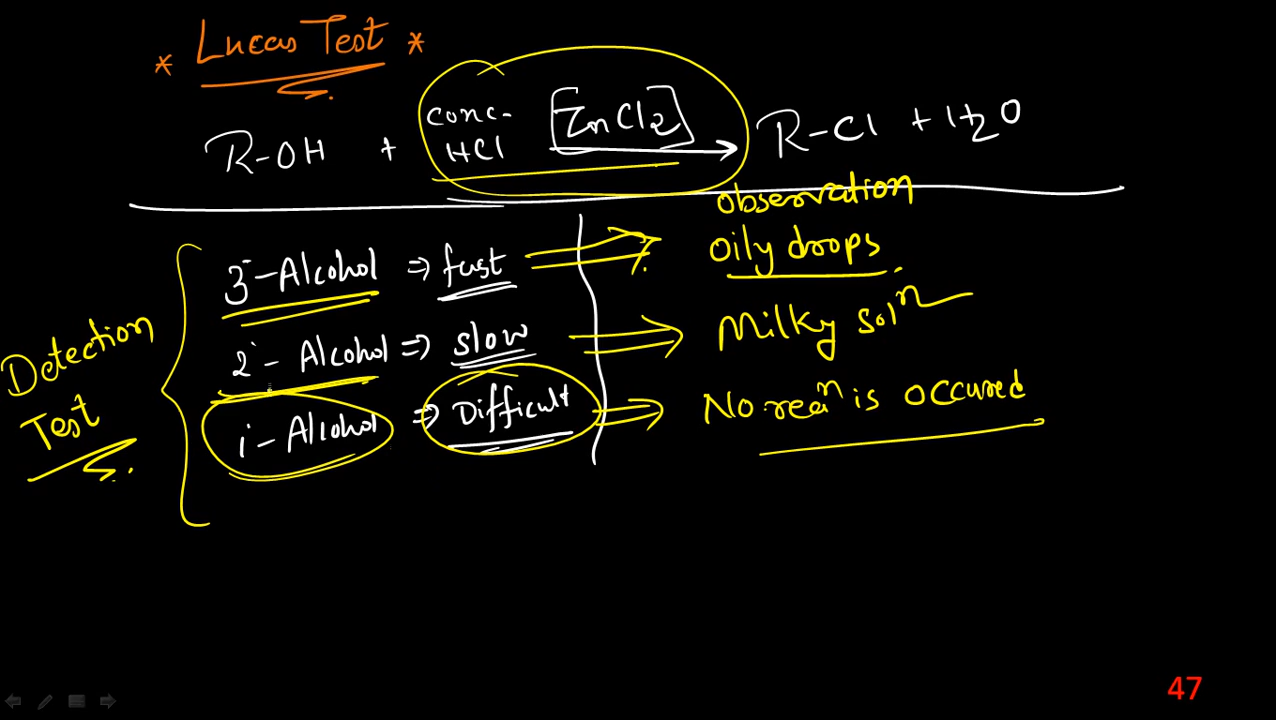 * Lucas Test *
R-OH + conc- HCl [ZnCl2] → R-Cl + H2O
observation
3°-Alcohol ⇒ fast ⇒ Oily drops
2°- Alcohol ⇒ slow ⇒ Milky solⁿ
1°- Alcohol ⇒ Difficult ⇒ No reaⁿ is occured
Detection
Test
47